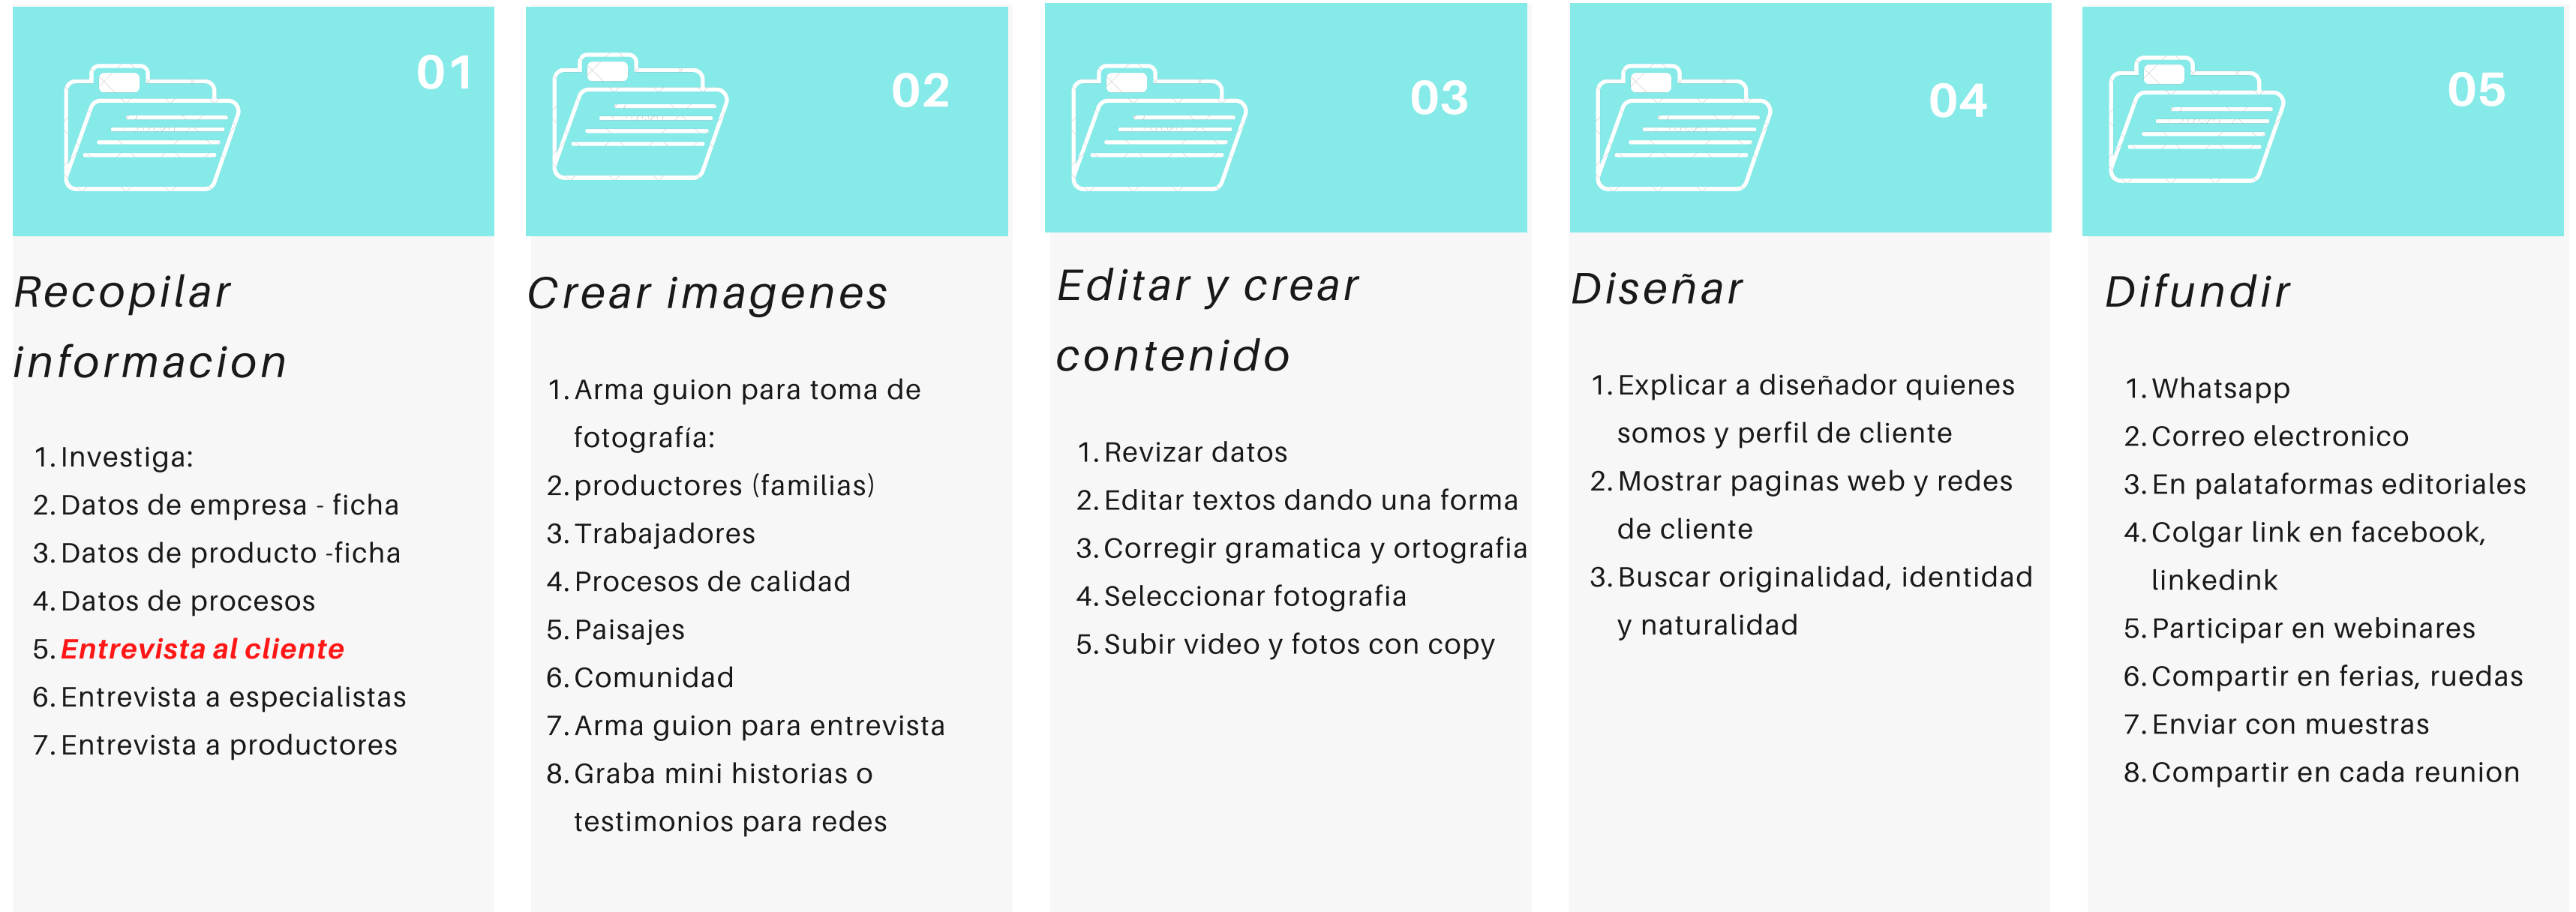 01
Recopilar
informacion
1. Investiga:
2. Datos de empresa - ficha
3. Datos de producto -ficha
4. Datos de procesos
5. Entrevista al cliente
6. Entrevista a especialistas
7. Entrevista a productores
02
Crear imagenes
1. Arma guion para toma de
fotografía:
2. productores (familias)
3. Trabajadores
4. Procesos de calidad
5. Paisajes
6. Comunidad
7. Arma guion para entrevista
8. Graba mini historias o
testimonios para redes
03
Editar y crear
contenido
1. Revizar datos
2. Editar textos dando una forma
3. Corregir gramatica y ortografia
4. Seleccionar fotografia
5. Subir video y fotos con copy
04
Diseñar
1. Explicar a diseñador quienes
somos y perfil de cliente
2. Mostrar paginas web y redes
de cliente
3. Buscar originalidad, identidad
y naturalidad
05
Difundir
1. Whatsapp
2. Correo electronico
3. En palataformas editoriales
4. Colgar link en facebook,
linkedink
5. Participar en webinares
6. Compartir en ferias, ruedas
7. Enviar con muestras
8. Compartir en cada reunion